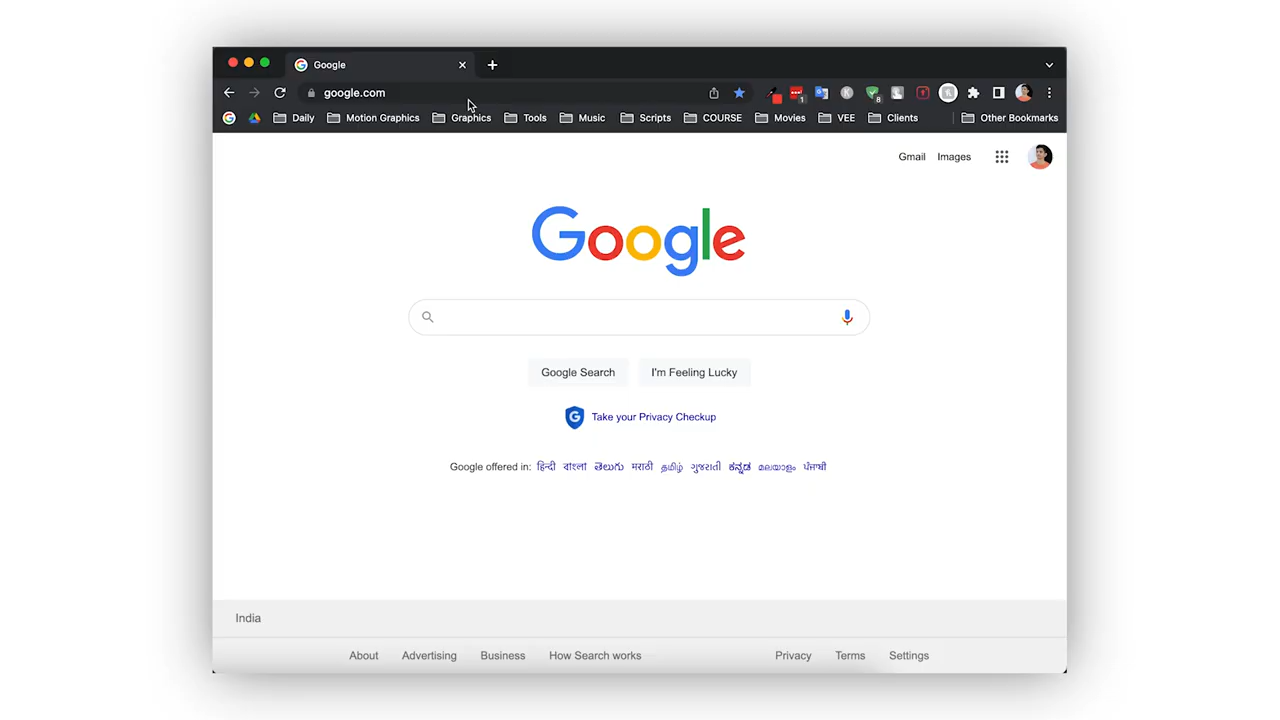 Google
google.com
1
8
Daily Motion Graphics Graphics Tools Music Scripts COURSE Movies VEE Clients Other Bookmarks
Gmail Images
Google
Google Search I'm Feeling Lucky
Take your Privacy Checkup
Google offered in: हिन्दी বাংলা తెలుగు मराठी தமிழ் ગુજરાતી ಕನ್ನಡ മലയാളം ਪੰਜਾਬੀ
India
About Advertising Business How Search works Privacy Terms Settings